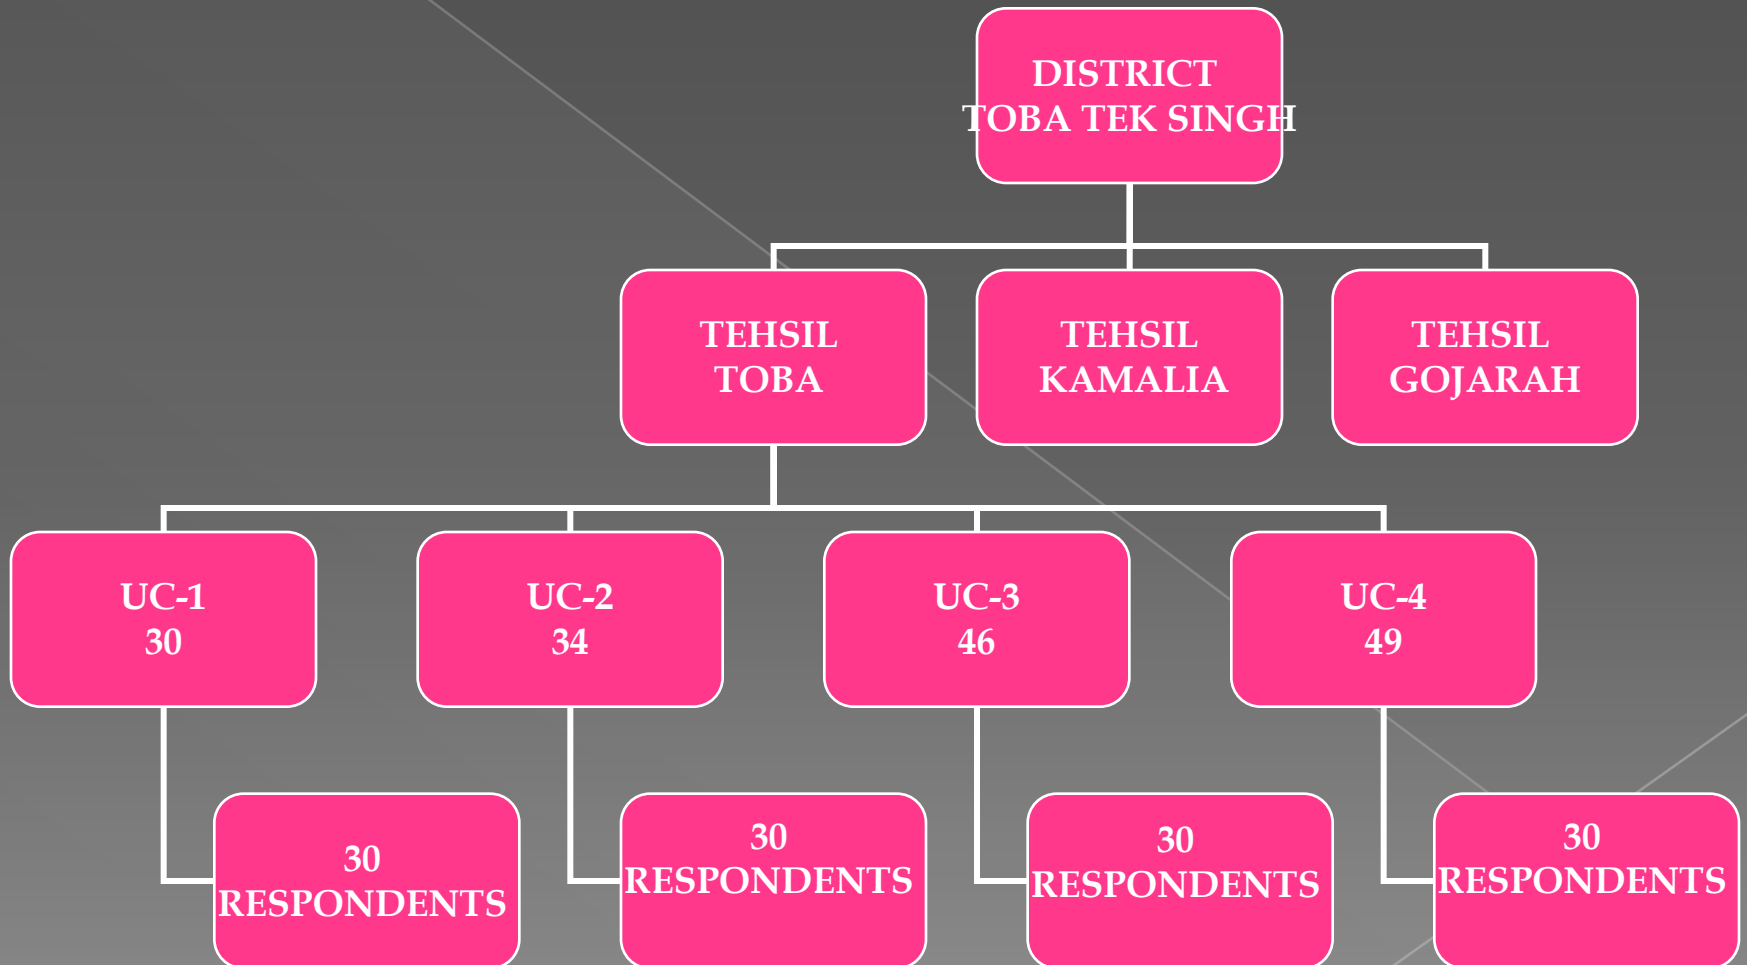 DISTRICT
TOBA TEK SINGH
TEHSIL
TOBA
TEHSIL
KAMALIA
TEHSIL
GOJARAH
UC-1
30
UC-2
34
UC-3
46
UC-4
49
30
RESPONDENTS
30
RESPONDENTS
30
RESPONDENTS
30
RESPONDENTS